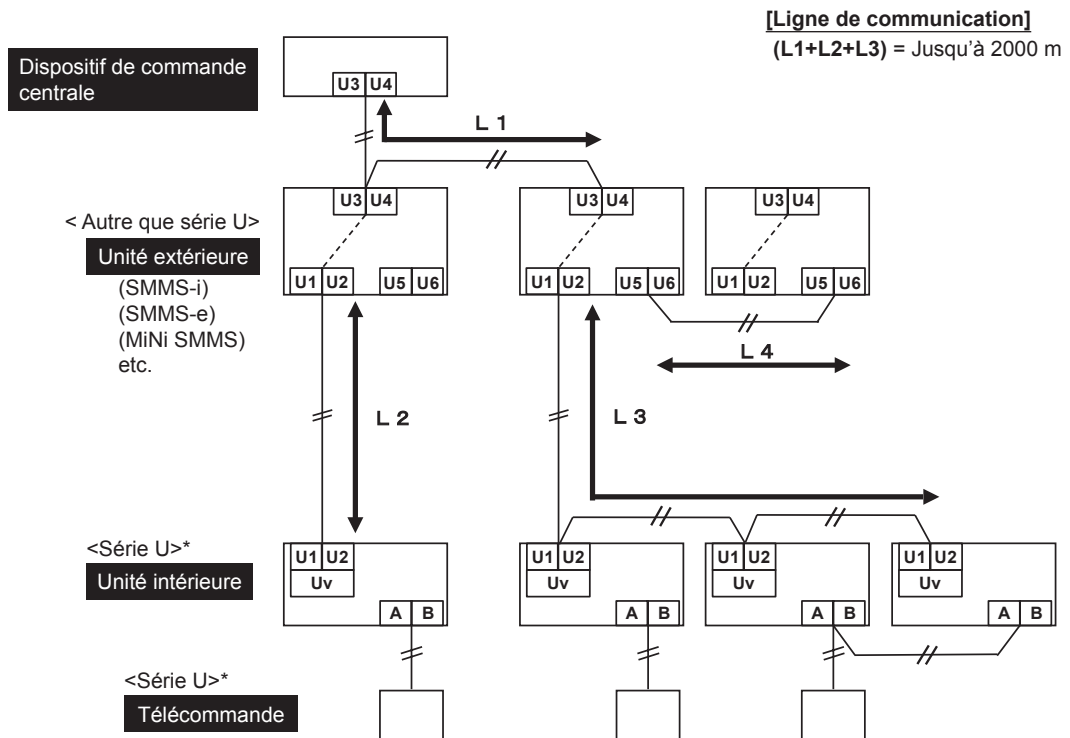 [Ligne de communication]
(L1+L2+L3) = Jusqu'à 2000 m
Dispositif de commande
centrale
U3 U4
L 1
U3 U4
U3 U4
U3 U4
< Autre que série U>
Unité extérieure
(SMMS-i)
(SMMS-e)
(MiNi SMMS)
etc.
U1 U2
U5 U6
U1 U2
U5 U6
U1 U2
U5 U6
L 4
L 2
L 3
<Série U>*
Unité intérieure
U1 U2
Uv
A B
U1 U2
Uv
A B
U1 U2
Uv
A B
U1 U2
Uv
A B
<Série U>*
Télécommande